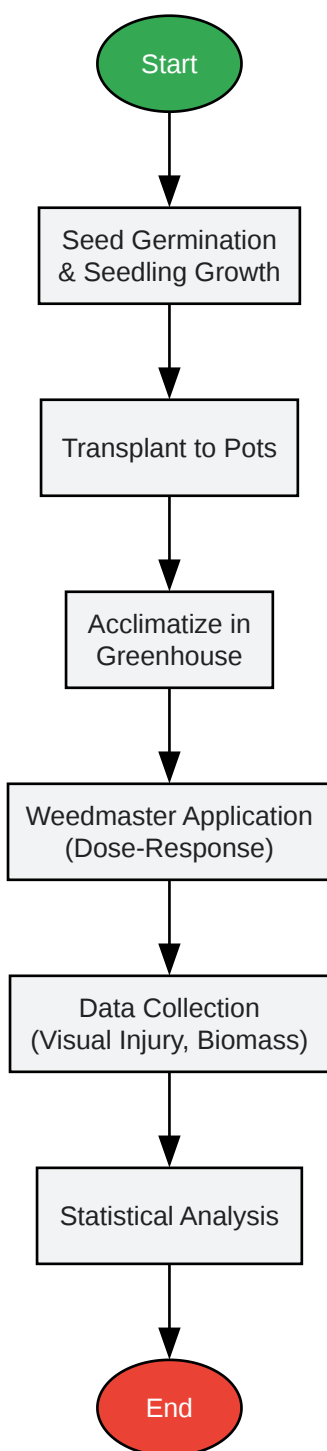 Start
Seed Germination
& Seedling Growth
Transplant to Pots
Acclimatize in
Greenhouse
Weedmaster Application
(Dose-Response)
Data Collection
(Visual Injury, Biomass)
Statistical Analysis
End